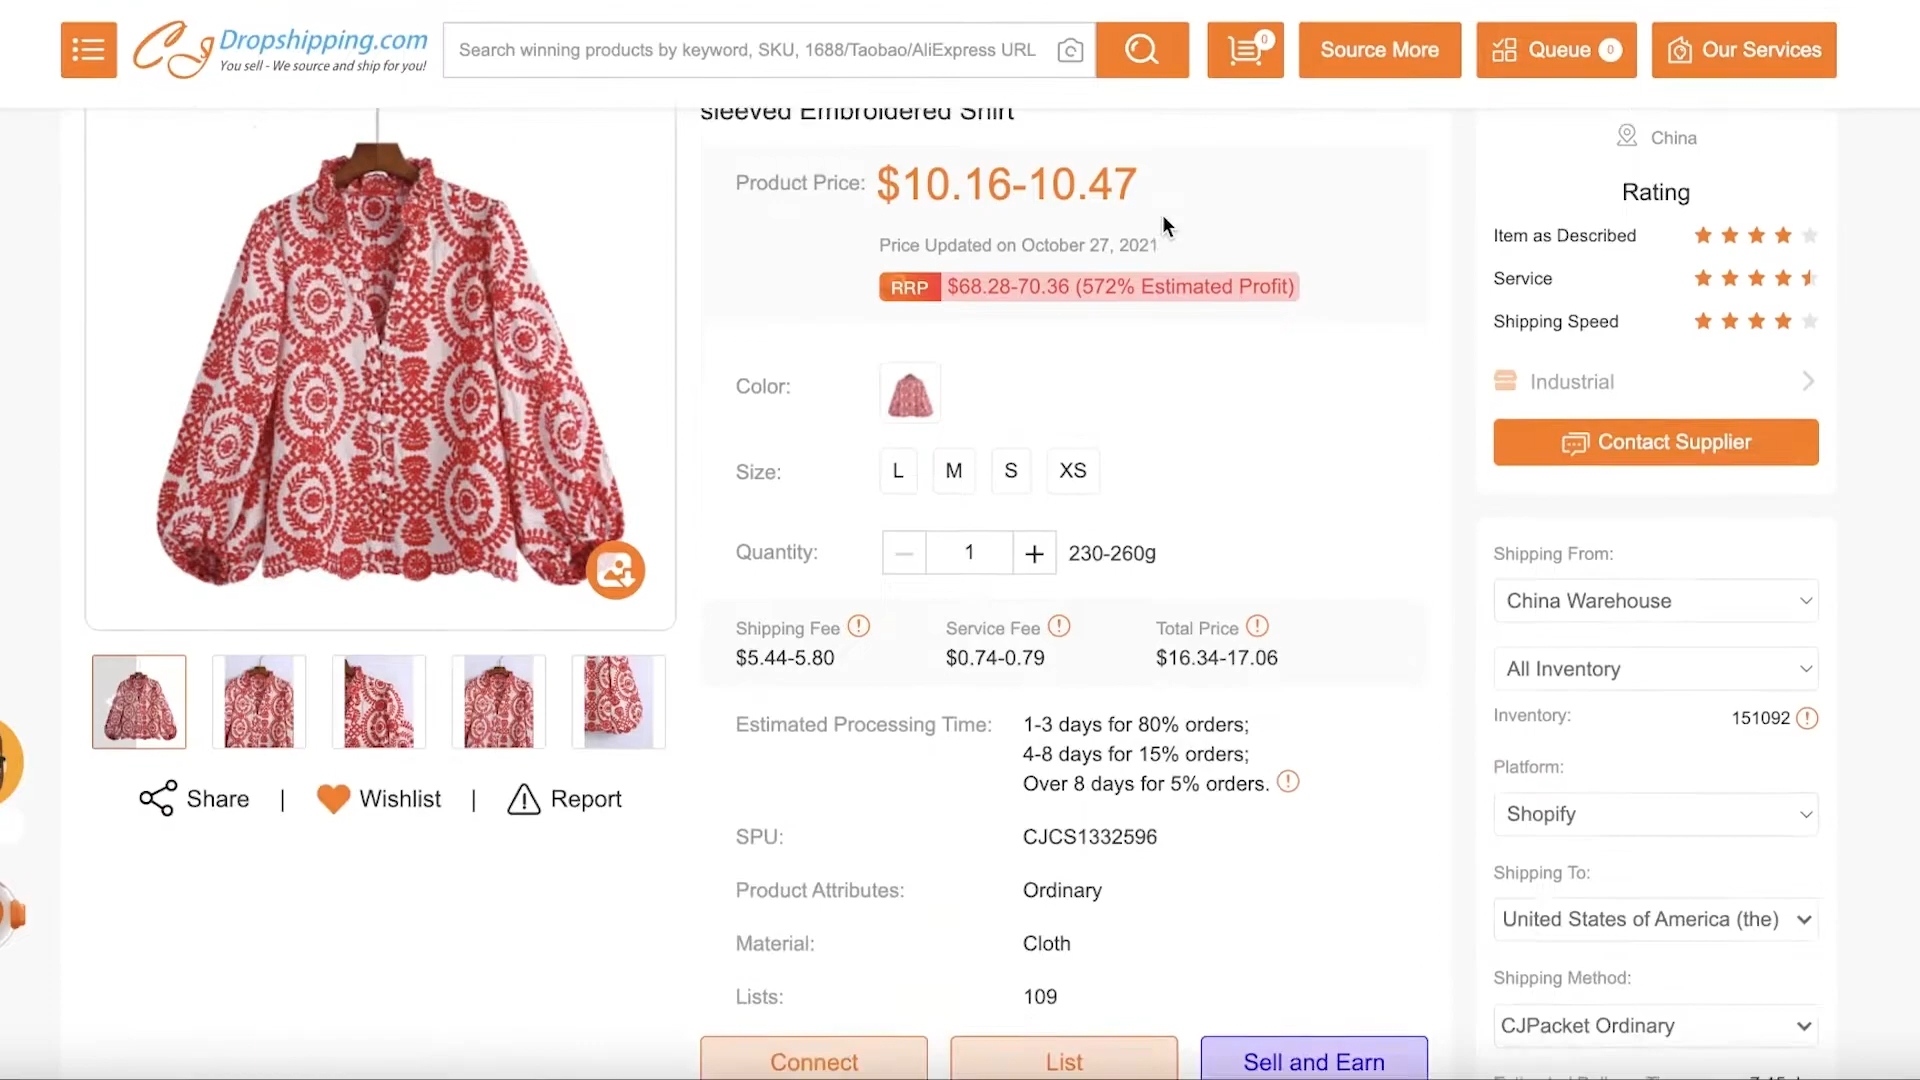 Cg Dropshipping.com
You sell - We source and ship for you!
Search winning products by keyword, SKU, 1688/Taobao/AliExpress URL
0
Source More
Queue 0
Our Services
sleeved Embroidered Shirt
Product Price: $10.16-10.47
Price Updated on October 27, 2021
RRP $68.28-70.36 (572% Estimated Profit)
Color:
Size: L M S XS
Quantity: 1 + 230-260g
Shipping Fee Service Fee Total Price
$5.44-5.80 $0.74-0.79 $16.34-17.06
Estimated Processing Time: 1-3 days for 80% orders;
4-8 days for 15% orders;
Over 8 days for 5% orders.
SPU: CJCS1332596
Product Attributes: Ordinary
Material: Cloth
Lists: 109
Connect List Sell and Earn
Share | Wishlist | Report
China
Rating
Item as Described
Service
Shipping Speed
Industrial
Contact Supplier
Shipping From:
China Warehouse
All Inventory
Inventory: 151092
Platform:
Shopify
Shipping To:
United States of America (the)
Shipping Method:
CJPacket Ordinary